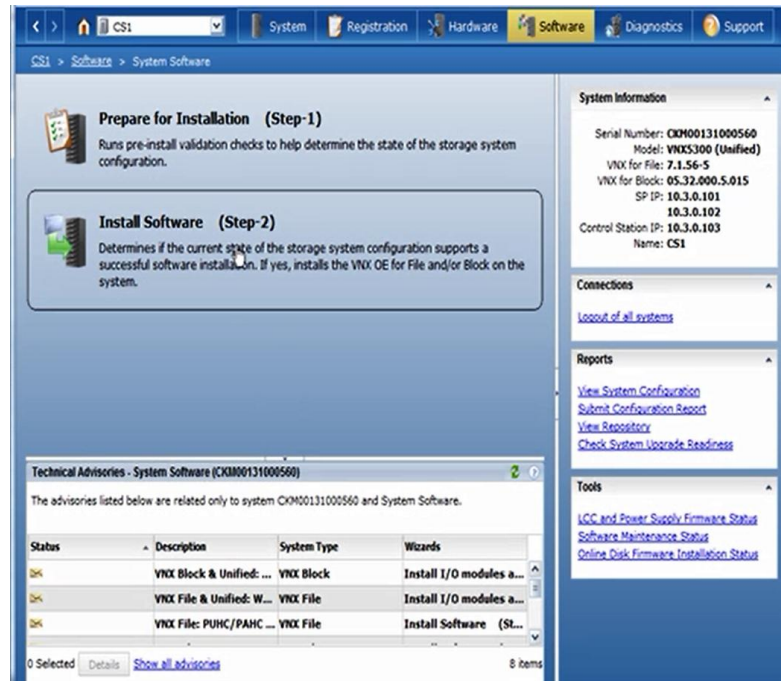 CS1
System
Registration
Hardware
Software
Diagnostics
Support
CS1 > Software > System Software
Prepare for Installation (Step-1)
Runs pre-install validation checks to help determine the state of the storage system
configuration.
Install Software (Step-2)
Determines if the current state of the storage system configuration supports a
successful software installation. If yes, installs the VNX OE for File and/or Block on the
system.
System Information
Serial Number: CKM00131000560
Model: VNX5300 (Unified)
VNX for File: 7.1.56-5
VNX for Block: 05.32.000.5.015
SP IP: 10.3.0.101
10.3.0.102
Control Station IP: 10.3.0.103
Name: CS1
Connections
Logout of all systems
Reports
View System Configuration
Submit Configuration Report
View Repository
Check System Upgrade Readiness
Tools
LCC and Power Supply Firmware Status
Software Maintenance Status
Online Disk Firmware Installation Status
Technical Advisories - System Software (CKM00131000560)
The advisories listed below are related only to system CKM00131000560 and System Software.
Status Description System Type Wizards
VNX Block & Unified: ... VNX Block Install I/O modules a...
VNX File & Unified: W... VNX File Install I/O modules a...
VNX File: PUHC/PAHC ... VNX File Install Software (St...
0 Selected Details Show all advisories 8 items